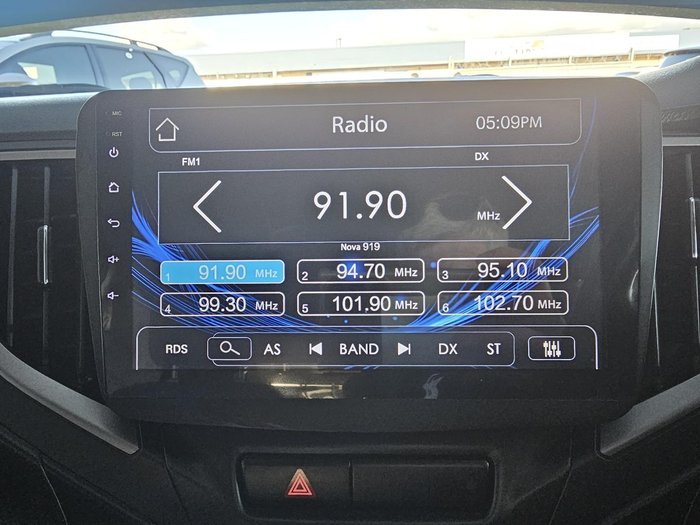 MIC
RST
Radio
05:09PM
FM1
DX
91.90
MHz
Nova 919
1 91.90 MHz
2 94.70 MHz
3 95.10 MHz
4 99.30 MHz
5 101.90 MHz
6 102.70 MHz
RDS
AS
BAND
DX
ST